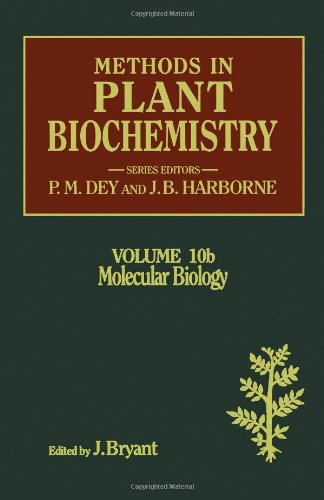 METHODS IN
PLANT
BIOCHEMISTRY
— SERIES EDITORS —
P. M. DEY AND J. B. HARBORNE
VOLUME 10b
Molecular Biology
Edited by J. Bryant